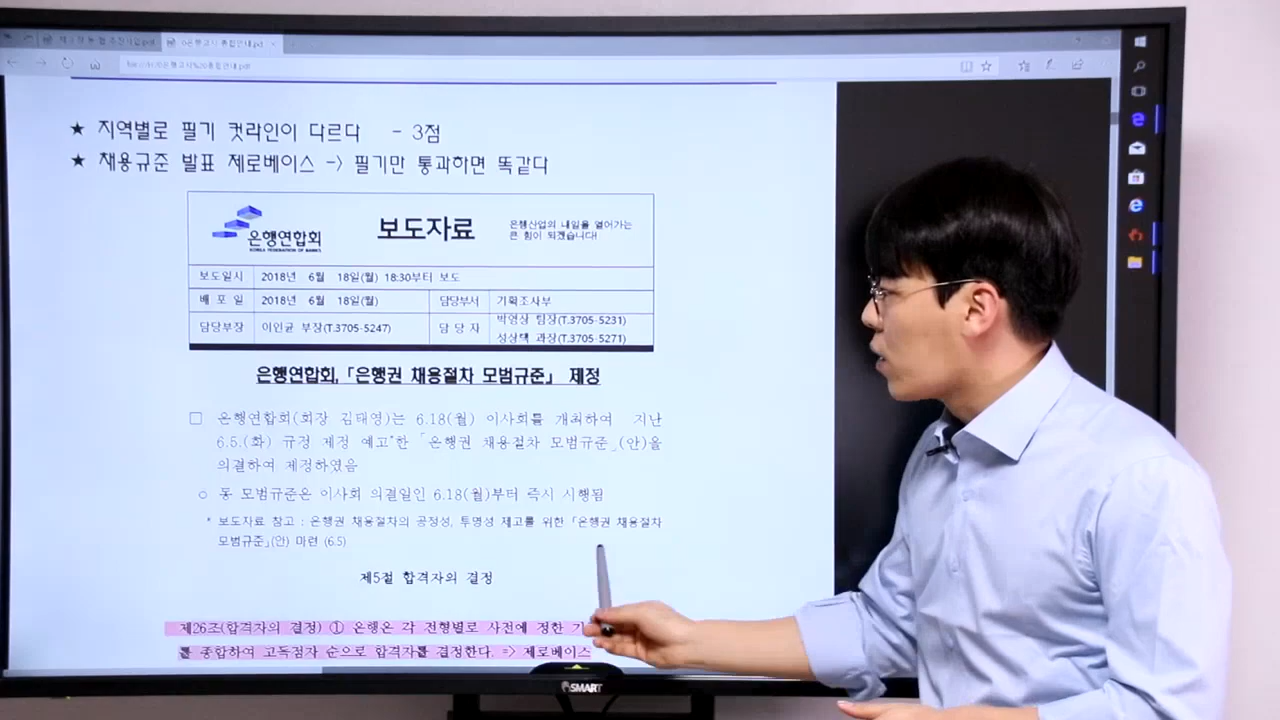 ★ 지역별로 필기 컷라인이 다르다 - 3점
★ 채용규준 발표 제로베이스 -> 필기만 통과하면 똑같다
은행연합회
KOREA FEDERATION OF BANKS
보도자료
은행산업의 내일을 열어가는
큰 힘이 되겠습니다!
보도일시 2018년 6월 18일(월) 18:30부터 보도
배 포 일 2018년 6월 18일(월) 담당부서 기획조사부
담당부장 이인균 부장(T.3705-5247) 담 당 자 박영상 팀장(T.3705-5231)
성상택 과장(T.3705-5271)
은행연합회, 「은행권 채용절차 모범규준」 제정
□ 은행연합회(회장 김태영)는 6.18(월) 이사회를 개최하여 지난
6.5.(화) 규정 제정 예고*한 「은행권 채용절차 모범규준」(안)을
의결하여 제정하였음
○ 동 모범규준은 이사회 의결일인 6.18(월)부터 즉시 시행됨
* 보도자료 참고 : 은행권 채용절차의 공정성, 투명성 제고를 위한 「은행권 채용절차
모범규준」(안) 마련 (6.5)
제5절 합격자의 결정
제26조(합격자의 결정) ① 은행은 각 전형별로 사전에 정한
를 종합하여 고득점자 순으로 합격자를 결정한다. => 제로베이스
SMART